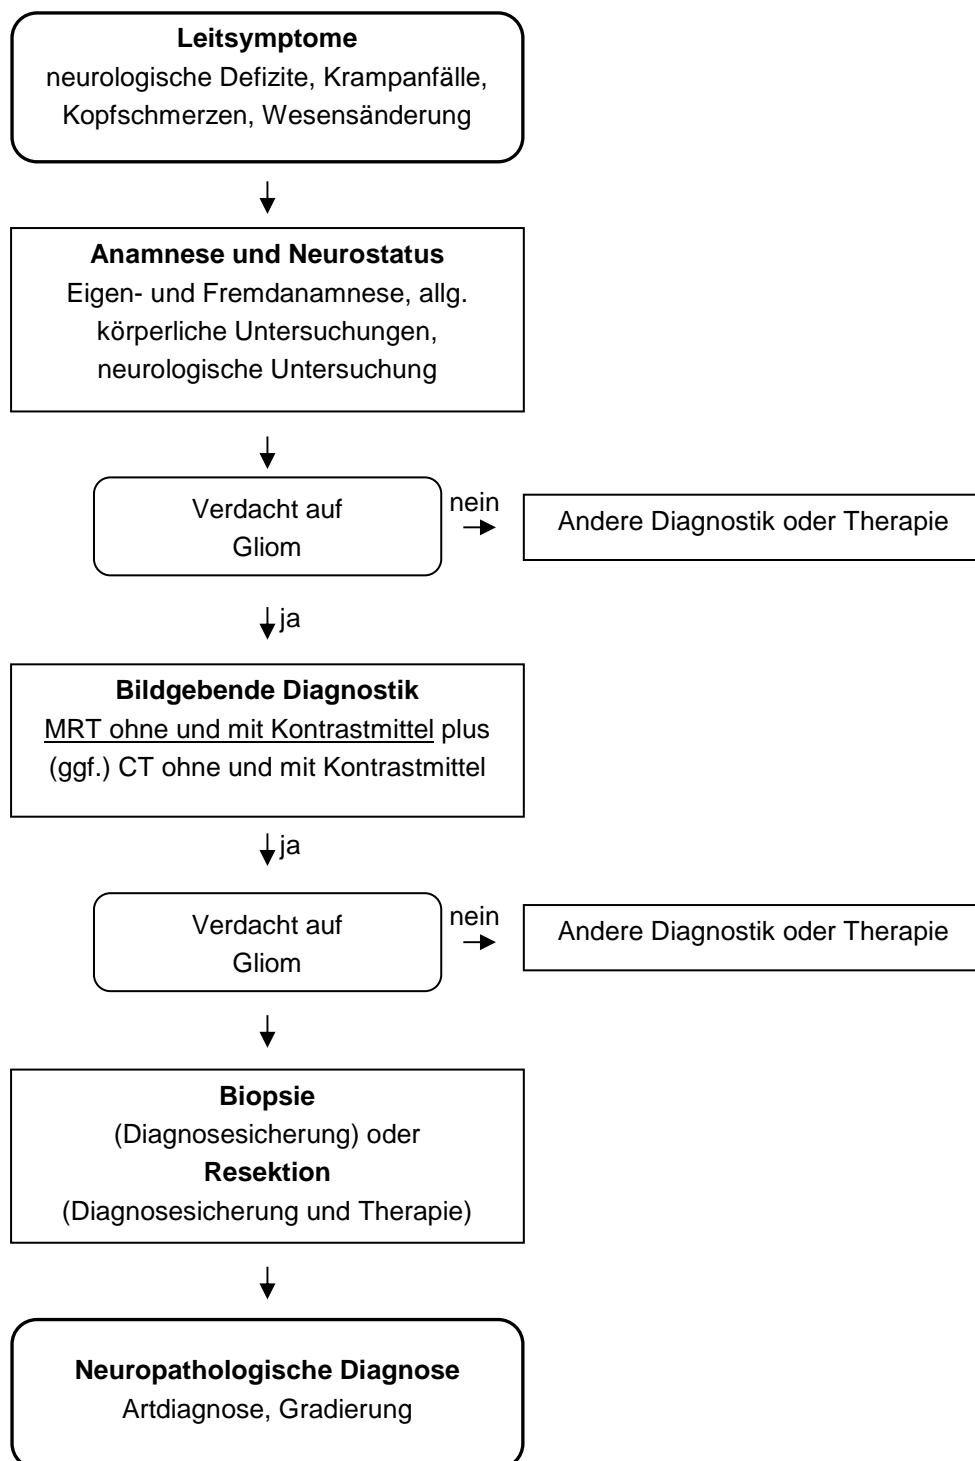 Leitsymptome
neurologische Defizite, Krampanfälle,
Kopfschmerzen, Wesensänderung
Anamnese und Neurostatus
Eigen- und Fremdanamnese, allg.
körperliche Untersuchungen,
neurologische Untersuchung
Verdacht auf
Gliom
nein
Andere Diagnostik oder Therapie
ja
Bildgebende Diagnostik
MRT ohne und mit Kontrastmittel plus
(ggf.) CT ohne und mit Kontrastmittel
ja
Verdacht auf
Gliom
nein
Andere Diagnostik oder Therapie
Biopsie
(Diagnosesicherung) oder
Resektion
(Diagnosesicherung und Therapie)
Neuropathologische Diagnose
Artdiagnose, Gradierung